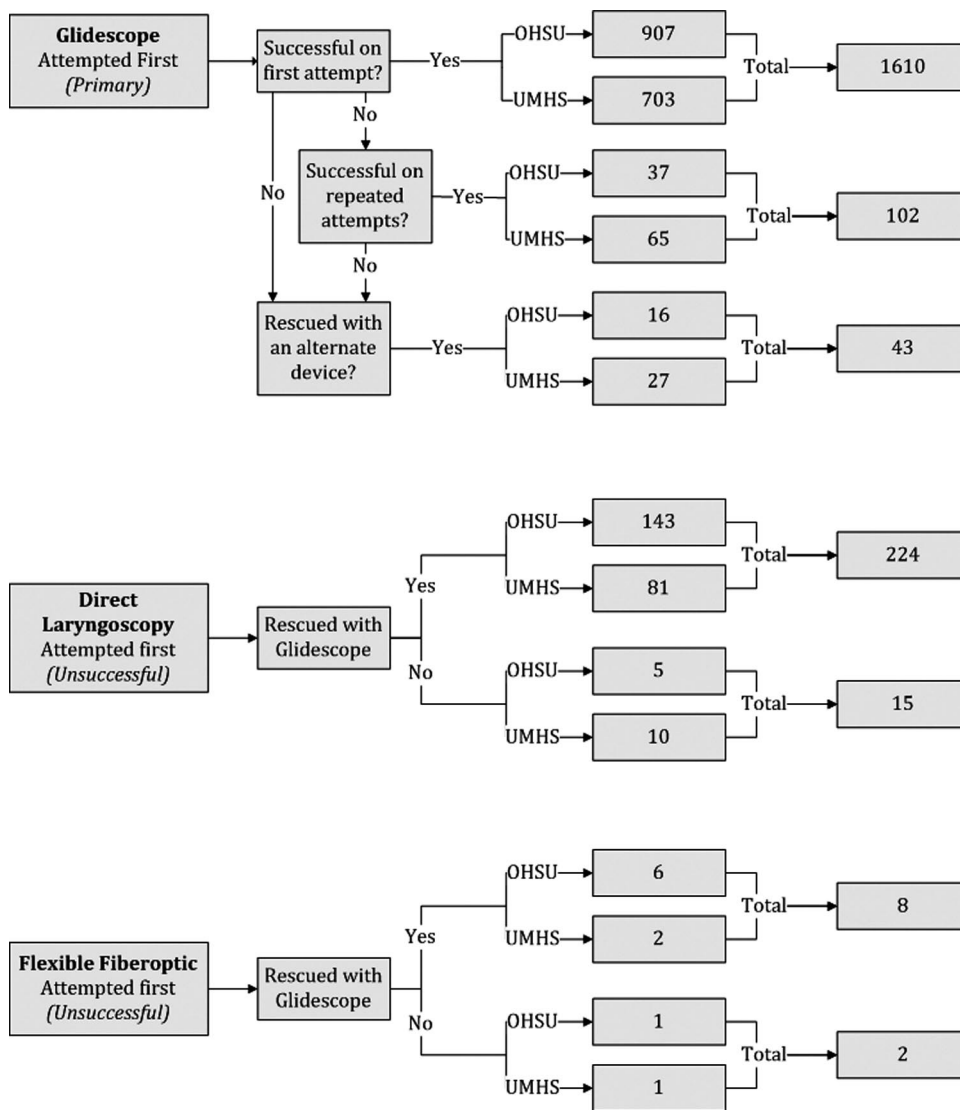 Glidescope
Attempted First
(Primary)
Successful on
first attempt?
Yes
OHSU
907
UMHS
703
Total
1610
No
No
Successful on
repeated
attempts?
Yes
OHSU
37
UMHS
65
Total
102
No
Rescued with
an alternate
device?
Yes
OHSU
16
UMHS
27
Total
43
Direct
Laryngoscopy
Attempted first
(Unsuccessful)
Rescued with
Glidescope
Yes
OHSU
143
UMHS
81
Total
224
No
OHSU
5
UMHS
10
Total
15
Flexible Fiberoptic
Attempted first
(Unsuccessful)
Rescued with
Glidescope
Yes
OHSU
6
UMHS
2
Total
8
No
OHSU
1
UMHS
1
Total
2